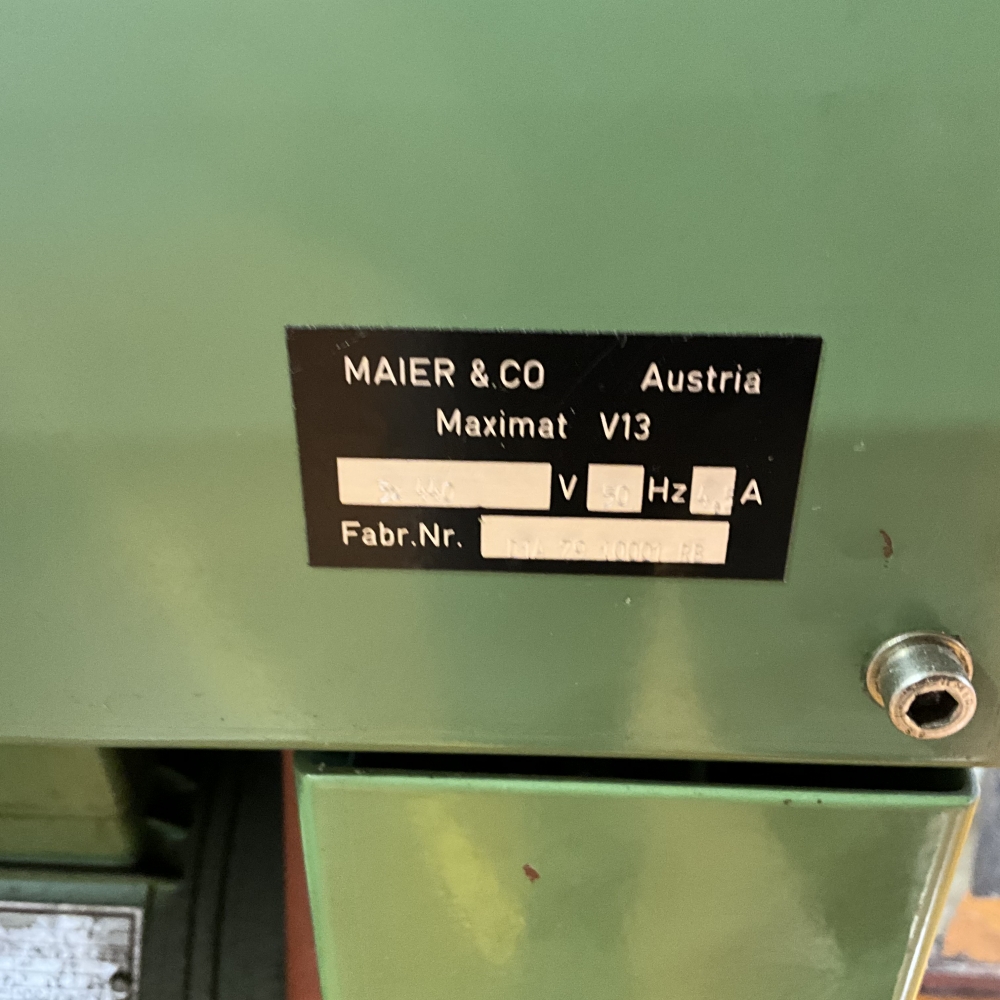 MAIER & CO Austria
Maximat V13
V 50 Hz A
Fabr.Nr.